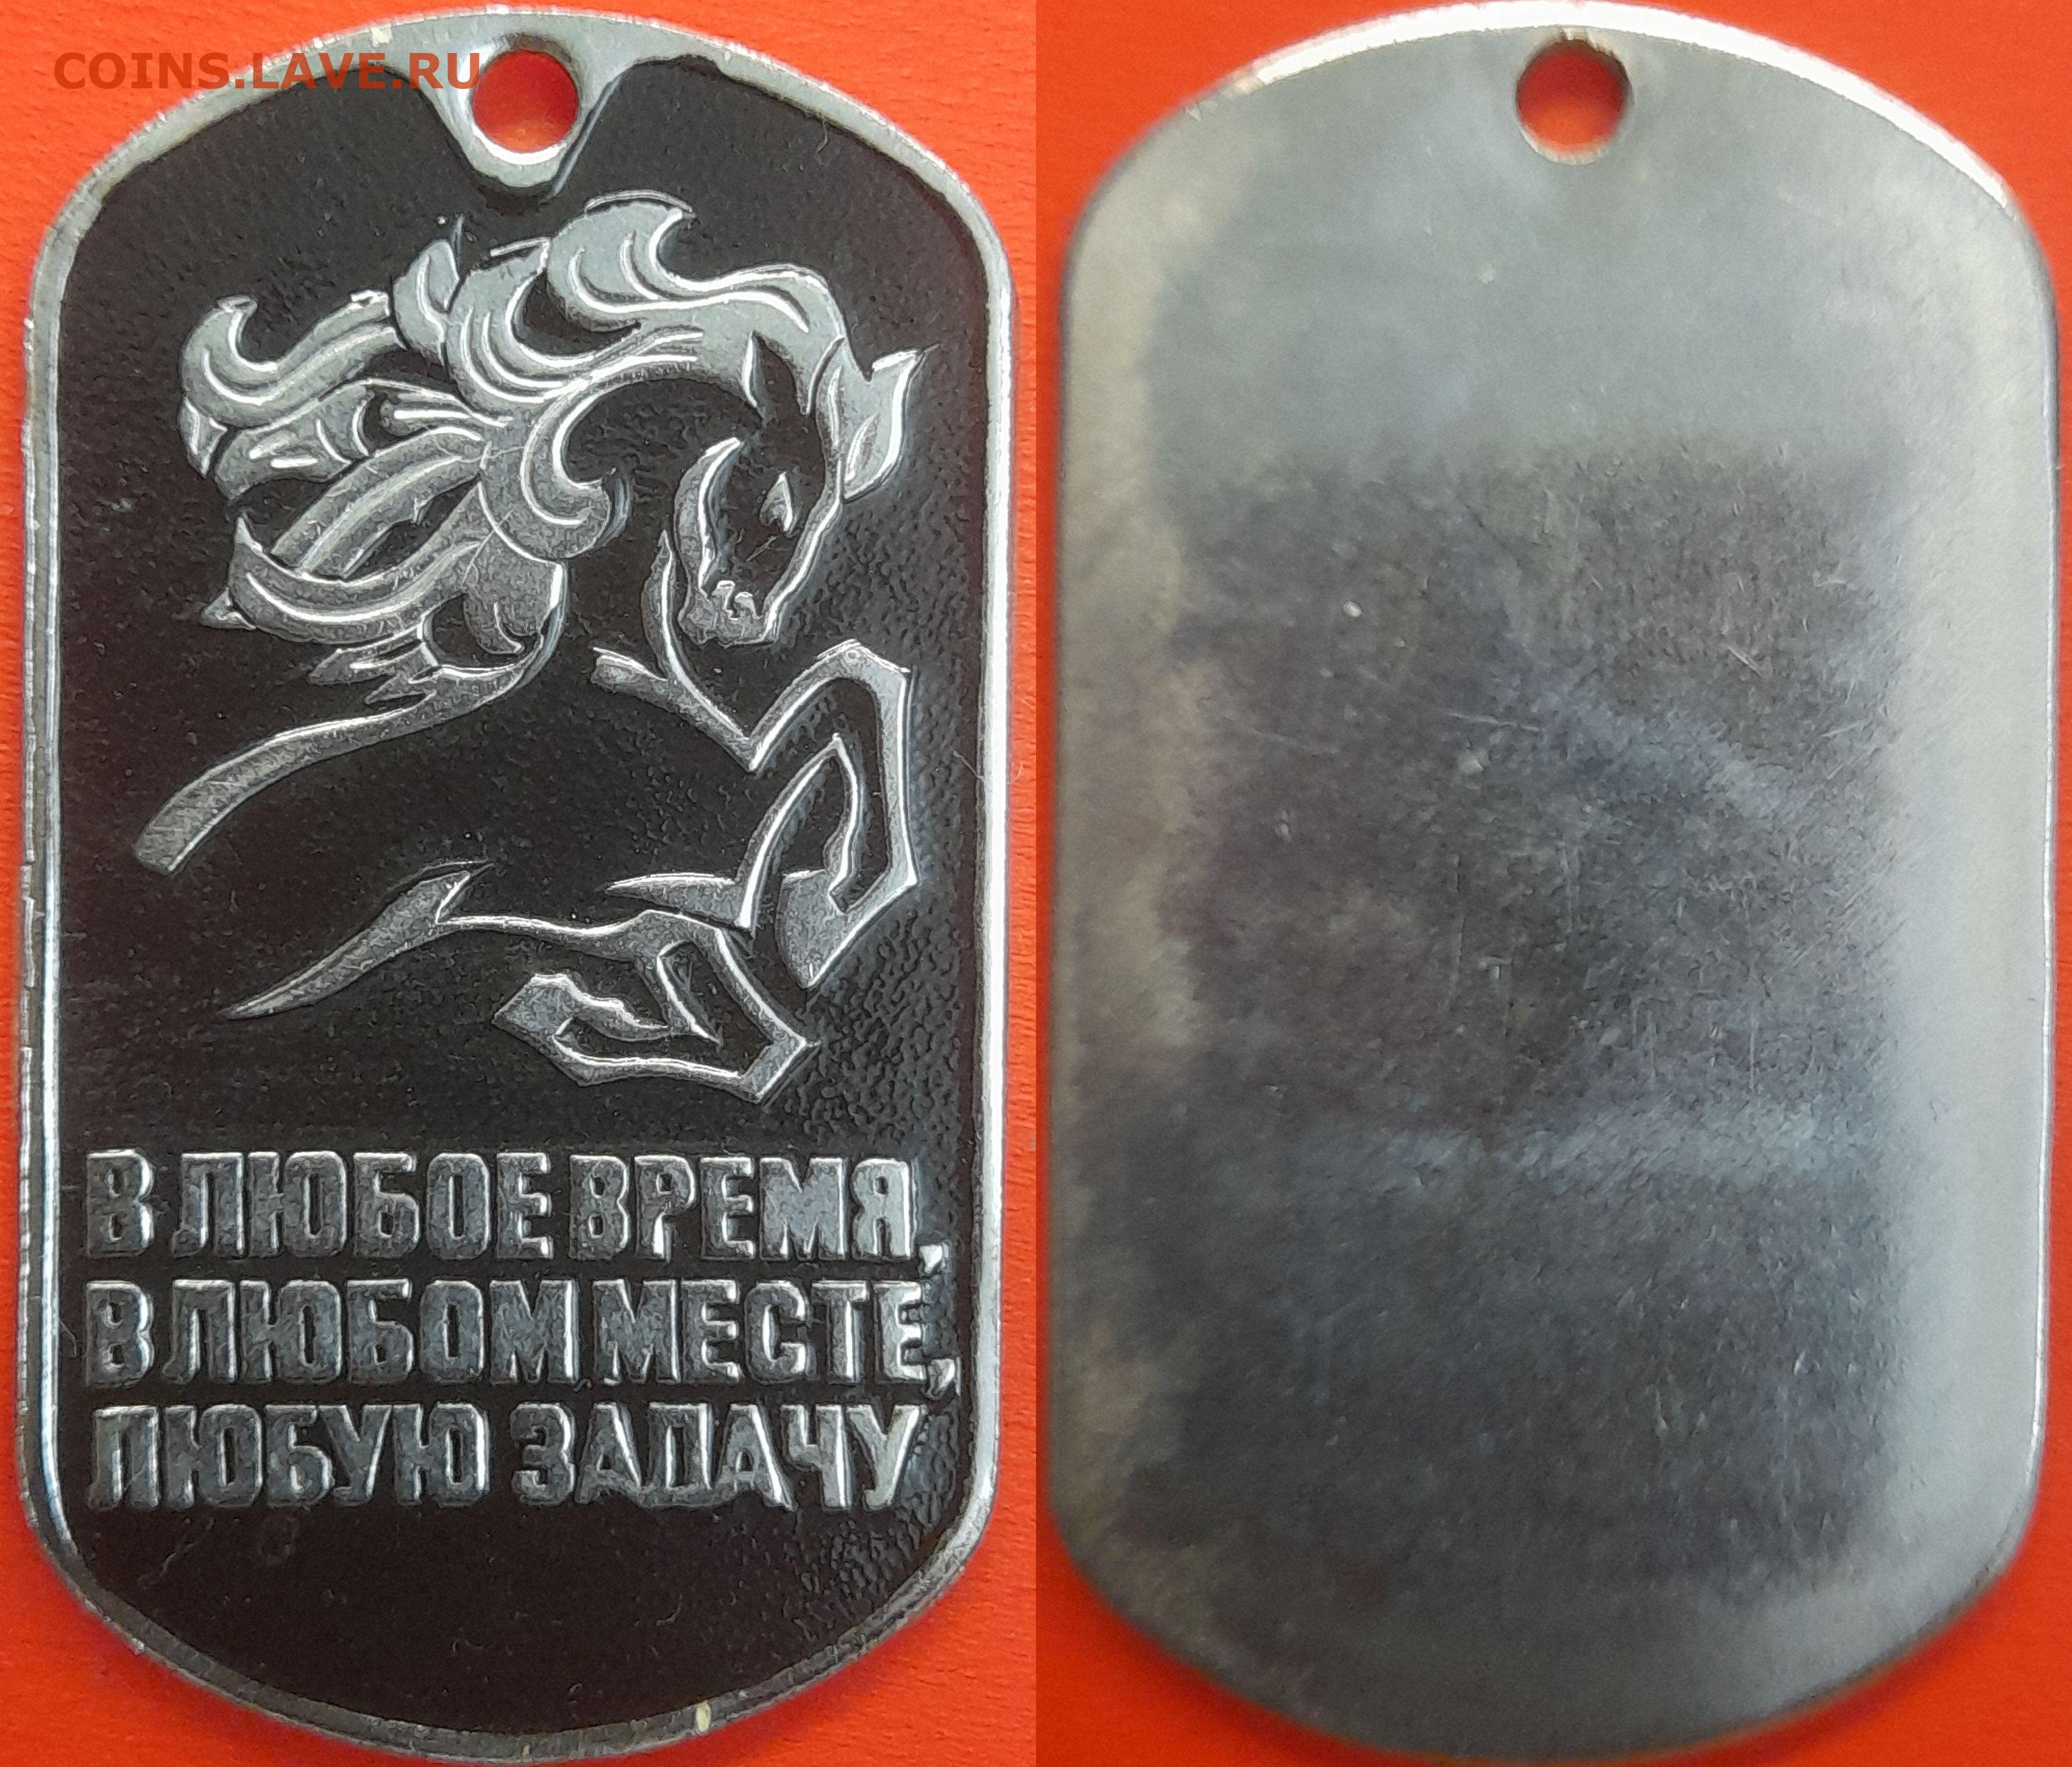 COINS.LAVE.RU
В ЛЮБОЕ ВРЕМЯ,
В ЛЮБОМ МЕСТЕ,
ЛЮБУЮ ЗАДАЧУ